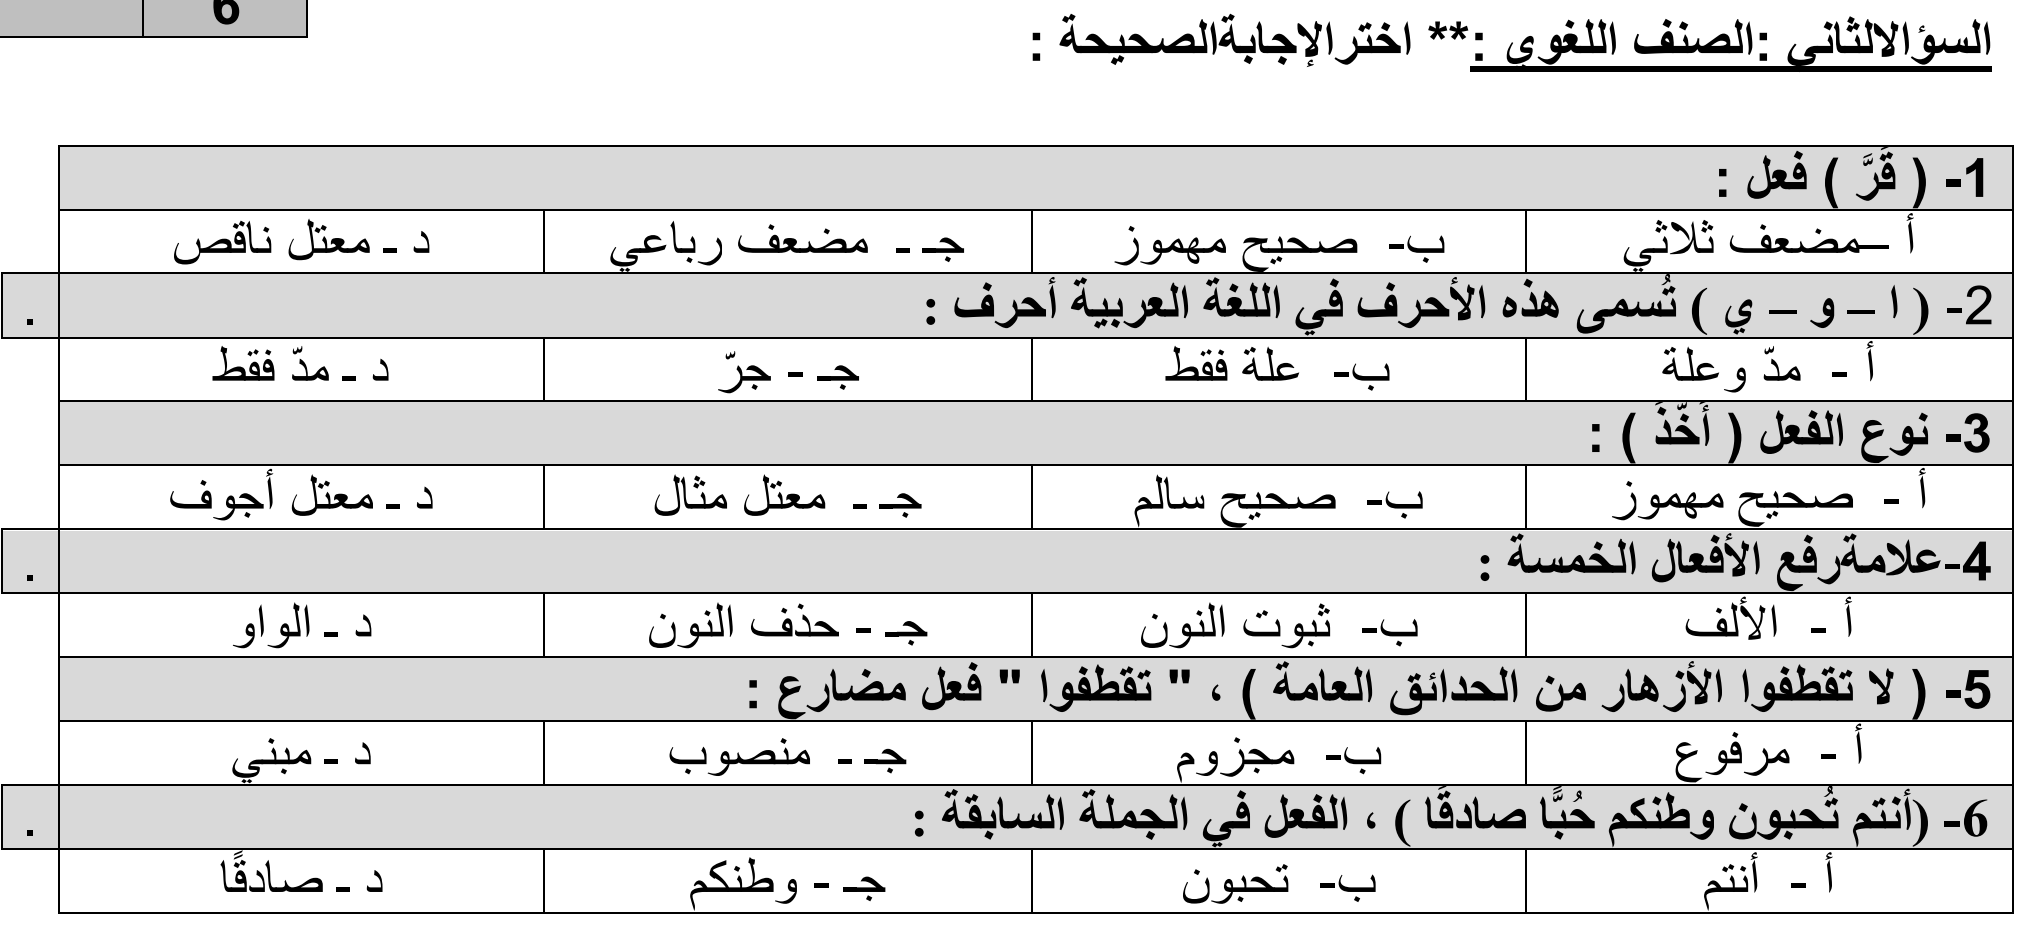 6
السؤالالثاني :الصنف اللغوي :** اخترالإجابةالصحيحة :
1- ( قَرَّ ) فعل :
أ –مضعف ثلاثي ب- صحيح مهموز جـ ـ مضعف رباعي د ـ معتل ناقص
2- ( ا – و – ي ) تُسمى هذه الأحرف في اللغة العربية أحرف : .
أ - مدّ وعلة ب- علة فقط جـ - جرّ د ـ مدّ فقط
3- نوع الفعل ( أَخَّذَ ) :
أ - صحيح مهموز ب- صحيح سالم جـ ـ معتل مثال د ـ معتل أجوف
4-علامةرفع الأفعال الخمسة : .
أ - الألف ب- ثبوت النون جـ - حذف النون د ـ الواو
5- ( لا تقطفوا الأزهار من الحدائق العامة ) ، " تقطفوا " فعل مضارع :
أ - مرفوع ب- مجزوم جـ ـ منصوب د ـ مبني
6- (أنتم تُحبون وطنكم حُبًّا صادقًا ) ، الفعل في الجملة السابقة : .
أ - أنتم ب- تحبون جـ - وطنكم د ـ صادقًا